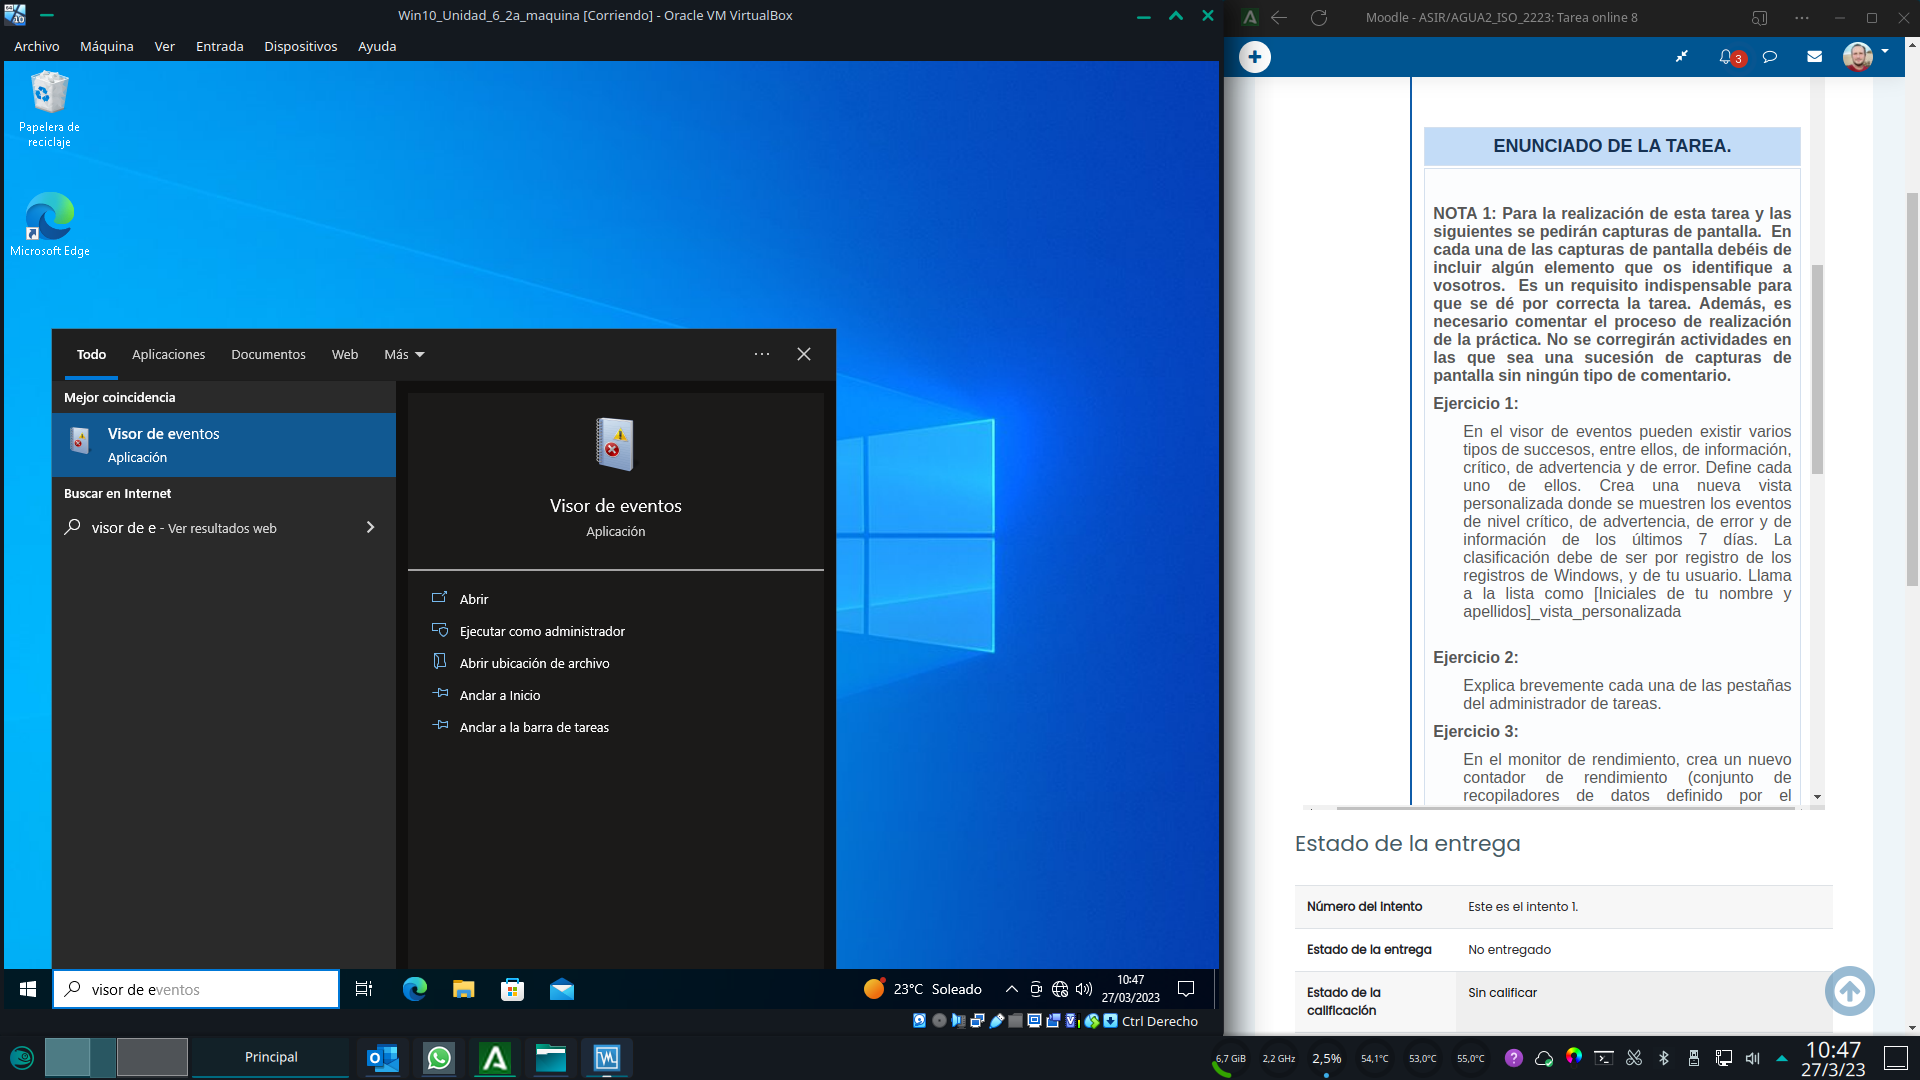 Win10_Unidad_6_2a_maquina [Corriendo] - Oracle VM VirtualBox
Archivo Máquina Ver Entrada Dispositivos Ayuda
Papelera de
reciclaje
Microsoft Edge
Todo Aplicaciones Documentos Web Más
Mejor coincidencia
Visor de eventos
Aplicación
Buscar en Internet
visor de e - Ver resultados web
Visor de eventos
Aplicación
Abrir
Ejecutar como administrador
Abrir ubicación de archivo
Anclar a Inicio
Anclar a la barra de tareas
visor de eventos
23°C Soleado
10:47
27/03/2023
Ctrl Derecho
Moodle - ASIR/AGUA2_ISO_2223: Tarea online 8
3
ENUNCIADO DE LA TAREA.
NOTA 1: Para la realización de esta tarea y las
siguientes se pedirán capturas de pantalla. En
cada una de las capturas de pantalla debéis de
incluir algún elemento que os identifique a
vosotros. Es un requisito indispensable para
que se dé por correcta la tarea. Además, es
necesario comentar el proceso de realización
de la práctica. No se corregirán actividades en
las que sea una sucesión de capturas de
pantalla sin ningún tipo de comentario.
Ejercicio 1:
En el visor de eventos pueden existir varios
tipos de succesos, entre ellos, de información,
crítico, de advertencia y de error. Define cada
uno de ellos. Crea una nueva vista
personalizada donde se muestren los eventos
de nivel crítico, de advertencia, de error y de
información de los últimos 7 días. La
clasificación debe de ser por registro de los
registros de Windows, y de tu usuario. Llama
a la lista como [Iniciales de tu nombre y
apellidos]_vista_personalizada
Ejercicio 2:
Explica brevemente cada una de las pestañas
del administrador de tareas.
Ejercicio 3:
En el monitor de rendimiento, crea un nuevo
contador de rendimiento (conjunto de
recopiladores de datos definido por el
Estado de la entrega
Número del Intento Este es el intento 1.
Estado de la entrega No entregado
Estado de la
calificación
Sin calificar
Principal
6,7 GiB 2,2 GHz 2,5% 54,1°C 53,0°C 55,0°C
10:47
27/3/23